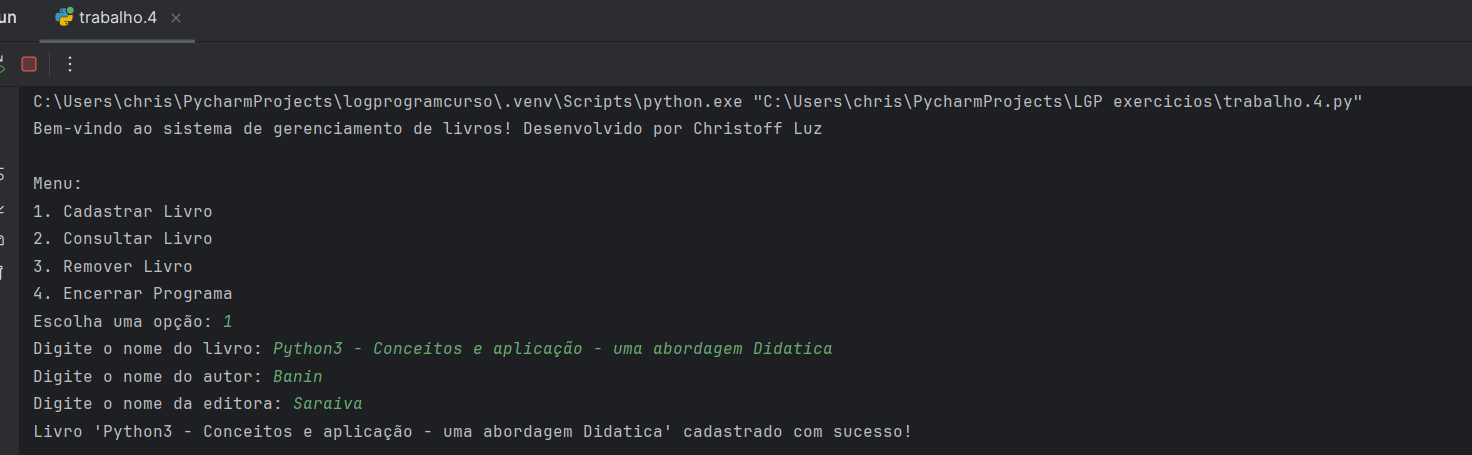 un trabalho.4
C:\Users\chris\PycharmProjects\logprogramcurso\.venv\Scripts\python.exe "C:\Users\chris\PycharmProjects\LGP exercicios\trabalho.4.py"
Bem-vindo ao sistema de gerenciamento de livros! Desenvolvido por Christoff Luz
Menu:
1. Cadastrar Livro
2. Consultar Livro
3. Remover Livro
4. Encerrar Programa
Escolha uma opção: 1
Digite o nome do livro: Python3 - Conceitos e aplicação - uma abordagem Didatica
Digite o nome do autor: Banin
Digite o nome da editora: Saraiva
Livro 'Python3 - Conceitos e aplicação - uma abordagem Didatica' cadastrado com sucesso!